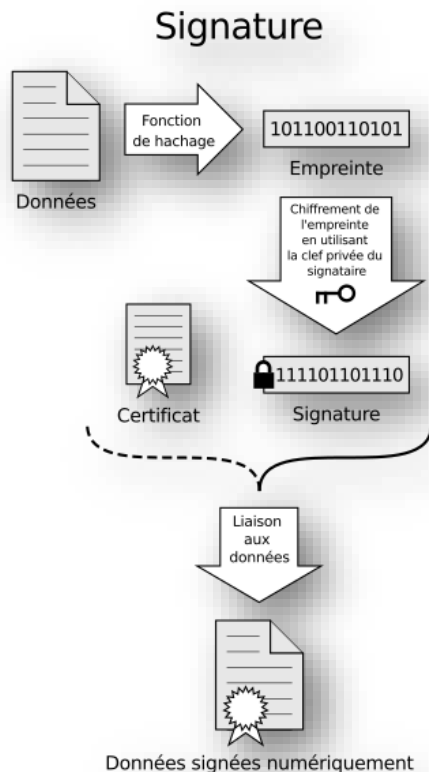 Signature
Fonction
de hachage
101100110101
Empreinte
Données
Chiffrement de
l'empreinte
en utilisant
la clef privée du
signataire
111101101110
Certificat
Signature
Liaison
aux
données
Données signées numériquement